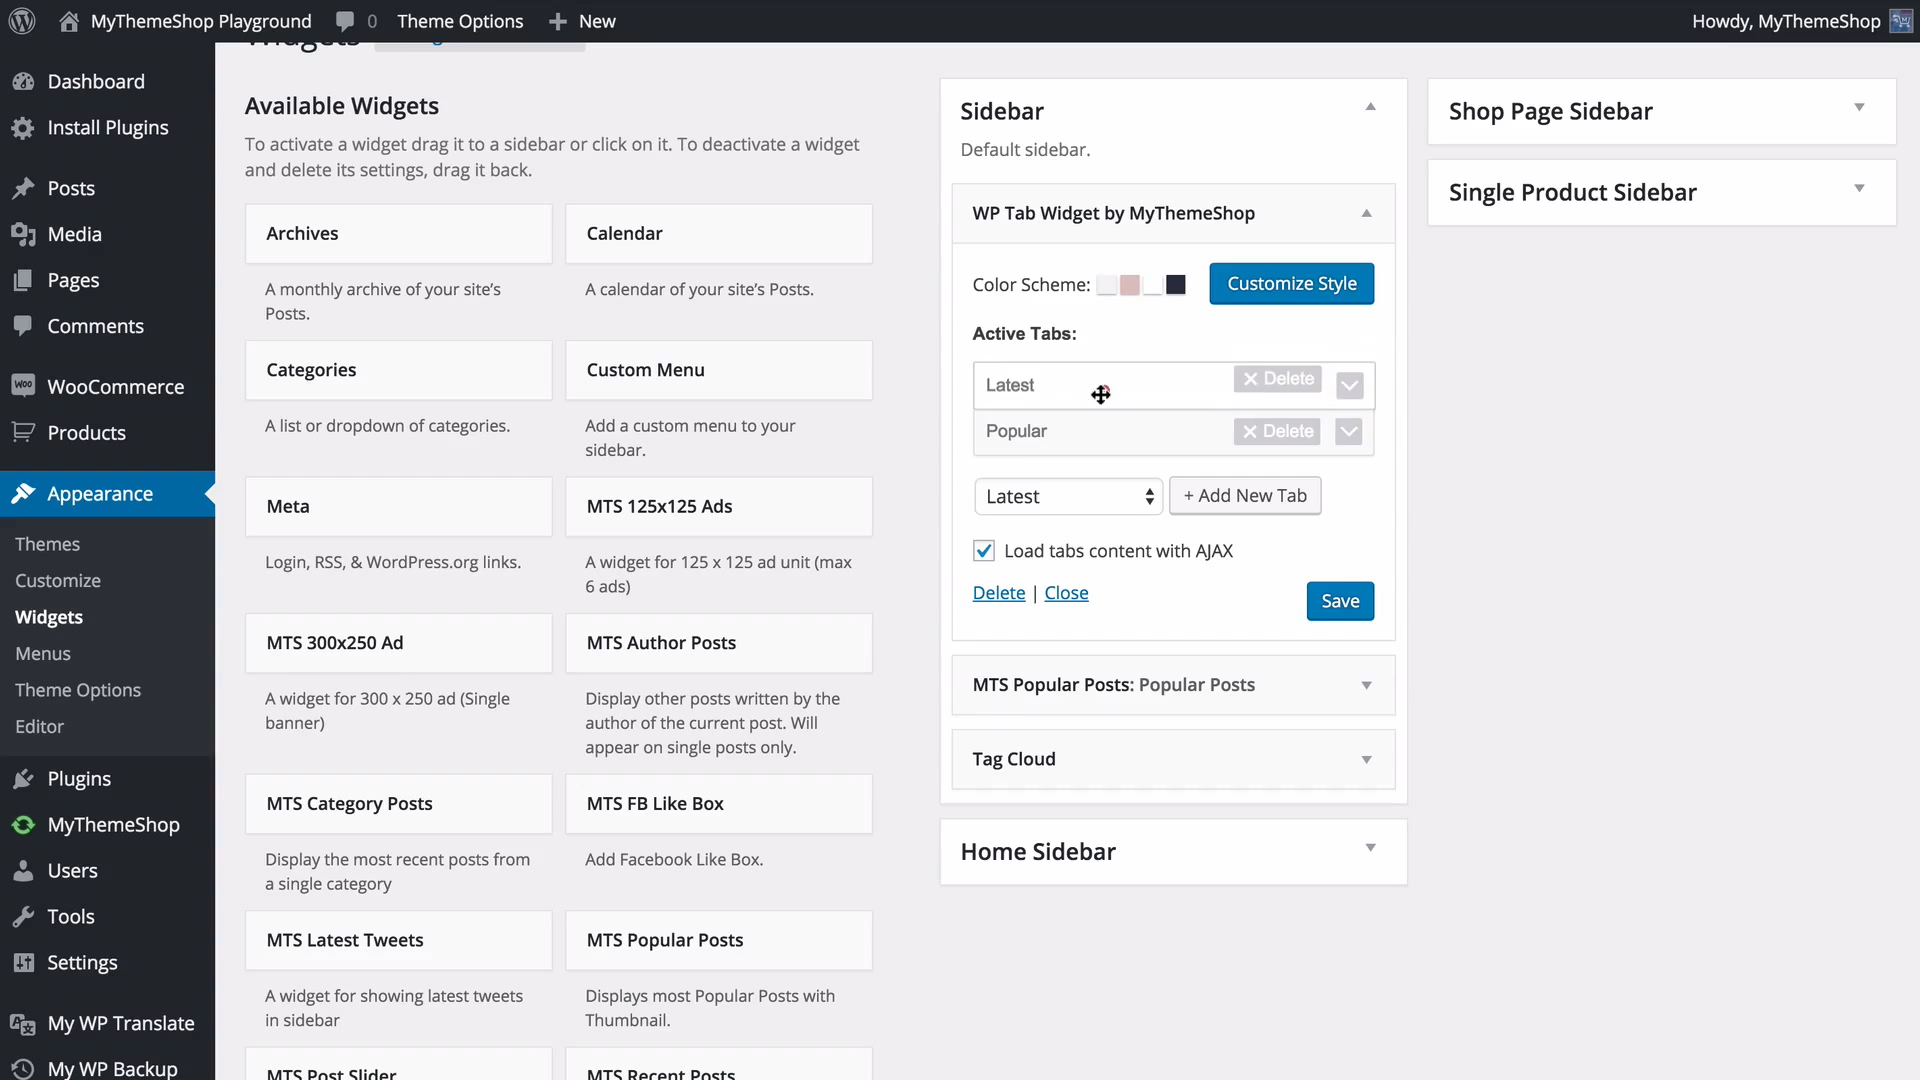 MyThemeShop Playground
0
Theme Options
New
Howdy, MyThemeShop
Widgets
Dashboard
Install Plugins
Posts
Media
Pages
Comments
WooCommerce
Products
Appearance
Themes
Customize
Widgets
Menus
Theme Options
Editor
Plugins
MyThemeShop
Users
Tools
Settings
My WP Translate
My WP Backup
Available Widgets
To activate a widget drag it to a sidebar or click on it. To deactivate a widget
and delete its settings, drag it back.
Archives
A monthly archive of your site's
Posts.
Calendar
A calendar of your site's Posts.
Categories
A list or dropdown of categories.
Custom Menu
Add a custom menu to your
sidebar.
Meta
Login, RSS, & WordPress.org links.
MTS 125x125 Ads
A widget for 125 x 125 ad unit (max
6 ads)
MTS 300x250 Ad
A widget for 300 x 250 ad (Single
banner)
MTS Author Posts
Display other posts written by the
author of the current post. Will
appear on single posts only.
MTS Category Posts
Display the most recent posts from
a single category
MTS FB Like Box
Add Facebook Like Box.
MTS Latest Tweets
A widget for showing latest tweets
in sidebar
MTS Popular Posts
Displays most Popular Posts with
Thumbnail.
MTS Post Slider
MTS Recent Posts
Sidebar
Default sidebar.
WP Tab Widget by MyThemeShop
Color Scheme:
Customize Style
Active Tabs:
Latest
Delete
Popular
Delete
Latest
+ Add New Tab
Load tabs content with AJAX
Delete | Close
Save
MTS Popular Posts: Popular Posts
Tag Cloud
Home Sidebar
Shop Page Sidebar
Single Product Sidebar